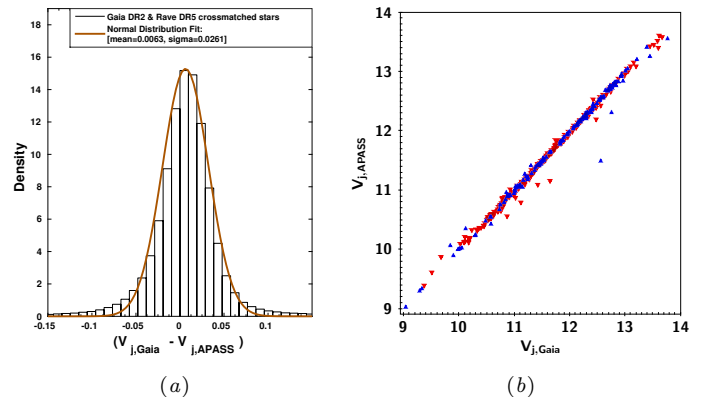 Gaia DR2 & Rave DR5 crossmatched stars
Normal Distribution Fit:
[mean=0.0063, sigma=0.0261]
Density
18
16
14
12
10
8
6
4
2
0
-0.15 -0.1 -0.05 0 0.05 0.1
(V j,Gaia - V j,APASS )
(a)
V j,APASS
14
13
12
11
10
9
9 10 11 12 13 14
V j,Gaia
(b)